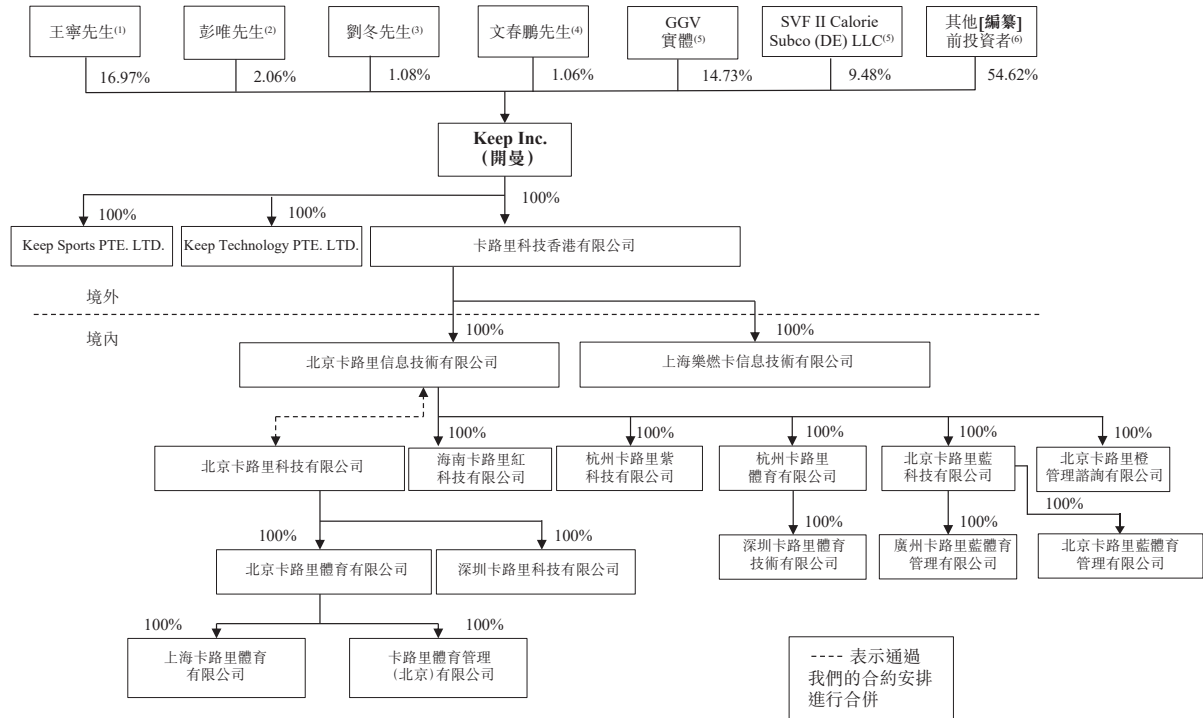 王寧先生(1)
彭唯先生(2)
劉冬先生(3)
文春鵬先生(4)
GGV
實體(5)
SVF II Calorie
Subco (DE) LLC(5)
其他[編纂]
前投資者(6)
16.97%
2.06%
1.08%
1.06%
14.73%
9.48%
54.62%
Keep Inc.
(開曼)
100%
100%
100%
Keep Sports PTE. LTD.
Keep Technology PTE. LTD.
卡路里科技香港有限公司
境外
境內
100%
100%
北京卡路里信息技術有限公司
上海樂燃卡信息技術有限公司
100%
100%
100%
100%
100%
北京卡路里科技有限公司
海南卡路里紅
科技有限公司
杭州卡路里紫
科技有限公司
杭州卡路里
體育有限公司
北京卡路里藍
科技有限公司
北京卡路里橙
管理諮詢有限公司
100%
100%
100%
100%
100%
北京卡路里體育有限公司
深圳卡路里科技有限公司
深圳卡路里體育
技術有限公司
廣州卡路里藍體育
管理有限公司
北京卡路里藍體育
管理有限公司
100%
100%
上海卡路里體育
有限公司
卡路里體育管理
(北京)有限公司
---- 表示通過
我們的合約安排
進行合併